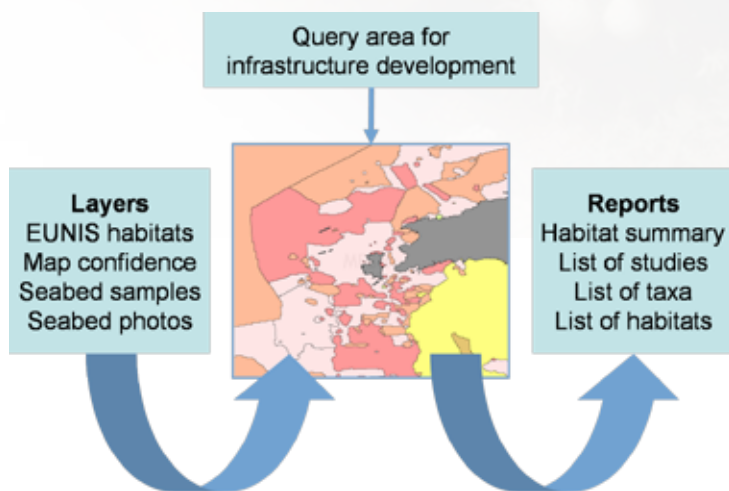 Query area for
infrastructure development
Layers
EUNIS habitats
Map confidence
Seabed samples
Seabed photos
Reports
Habitat summary
List of studies
List of taxa
List of habitats